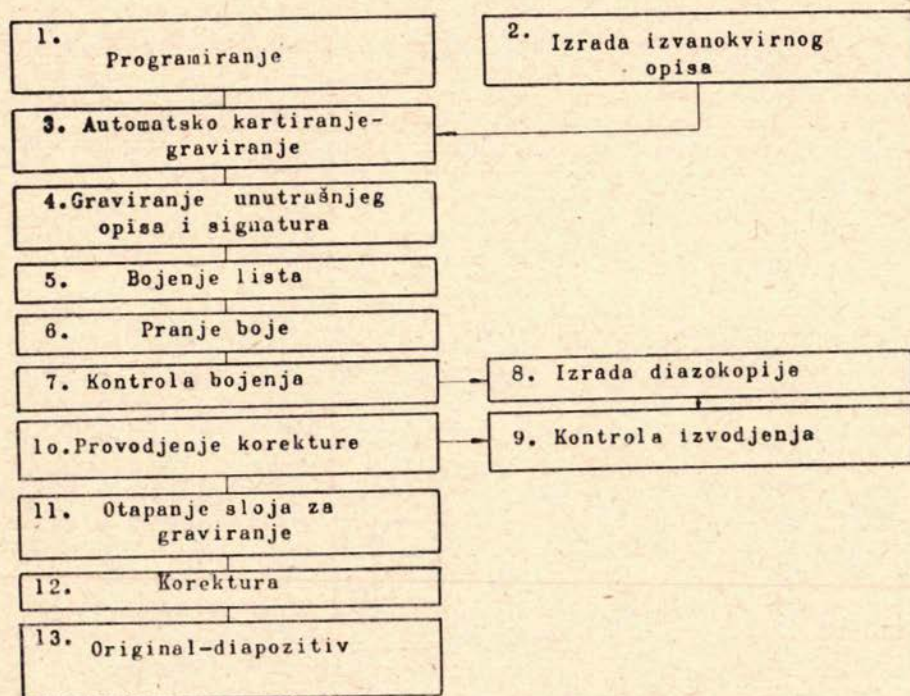 1.
Programiranje
2. Izrada izvanokvirnog
opisa
3. Automatsko kartiranje-
graviranje
4.Graviranje unutrašnjeg
opisa i signatura
5. Bojenje lista
6. Pranje boje
7. Kontrola bojenja
8. Izrada diazokopije
9. Kontrola izvodjenja
1o.Provodjenje korekture
11. Otapanje sloja za
graviranje
12. Korektura
13. Original-diapozitiv